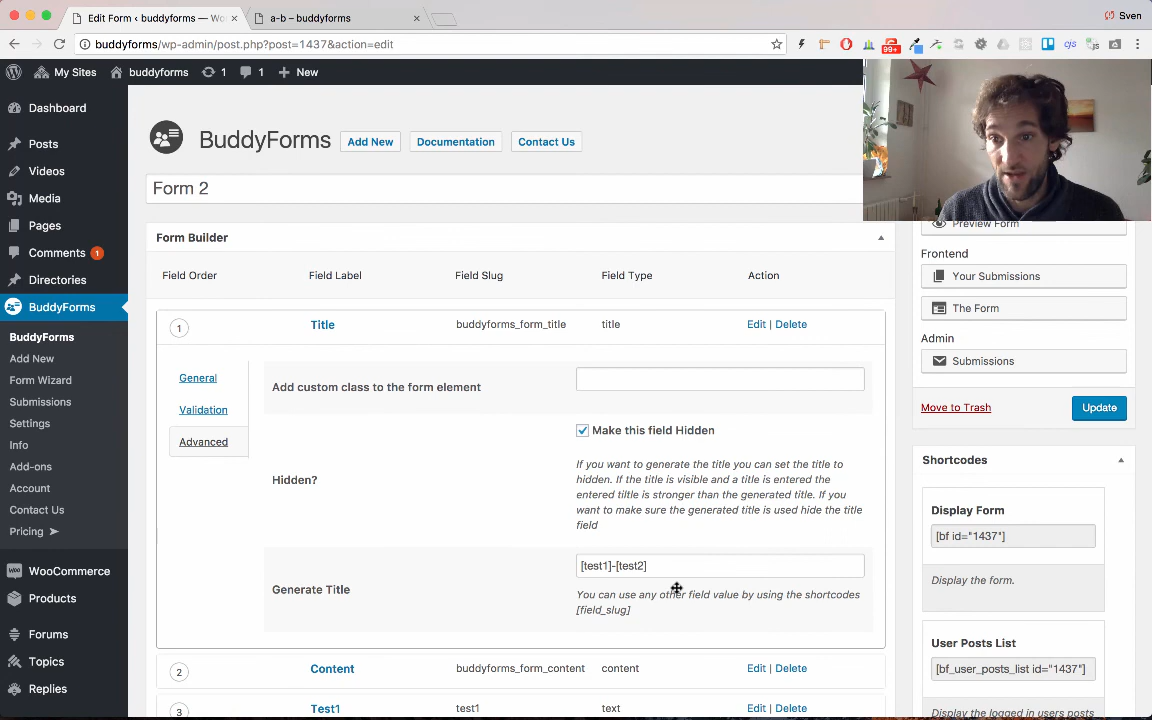 Edit Form ‹ buddyforms — Wo
a-b – buddyforms
Sven
buddyforms/wp-admin/post.php?post=1437&action=edit
99+
cjs
My Sites
buddyforms
1
1
New
Dashboard
Posts
Videos
Media
Pages
Comments 1
Directories
BuddyForms
BuddyForms
Add New
Form Wizard
Submissions
Settings
Info
Add-ons
Account
Contact Us
Pricing ➤
WooCommerce
Products
Forums
Topics
Replies
BuddyForms
Add New
Documentation
Contact Us
Form 2
Form Builder
Field Order
Field Label
Field Slug
Field Type
Action
1
Title
buddyforms_form_title
title
Edit | Delete
General
Validation
Advanced
Add custom class to the form element
Hidden?
Make this field Hidden
If you want to generate the title you can set the title to
hidden. If the title is visible and a title is entered the
entered tiltle is stronger than the generated title. If you
want to make sure the generated title is used hide the title
field
Generate Title
[test1]-[test2]
You can use any other field value by using the shortcodes
[field_slug]
2
Content
buddyforms_form_content
content
Edit | Delete
3
Test1
test1
text
Edit | Delete
Preview Form
Frontend
Your Submissions
The Form
Admin
Submissions
Move to Trash
Update
Shortcodes
Display Form
[bf id="1437"]
Display the form.
User Posts List
[bf_user_posts_list id="1437"]
Display the logged in users posts